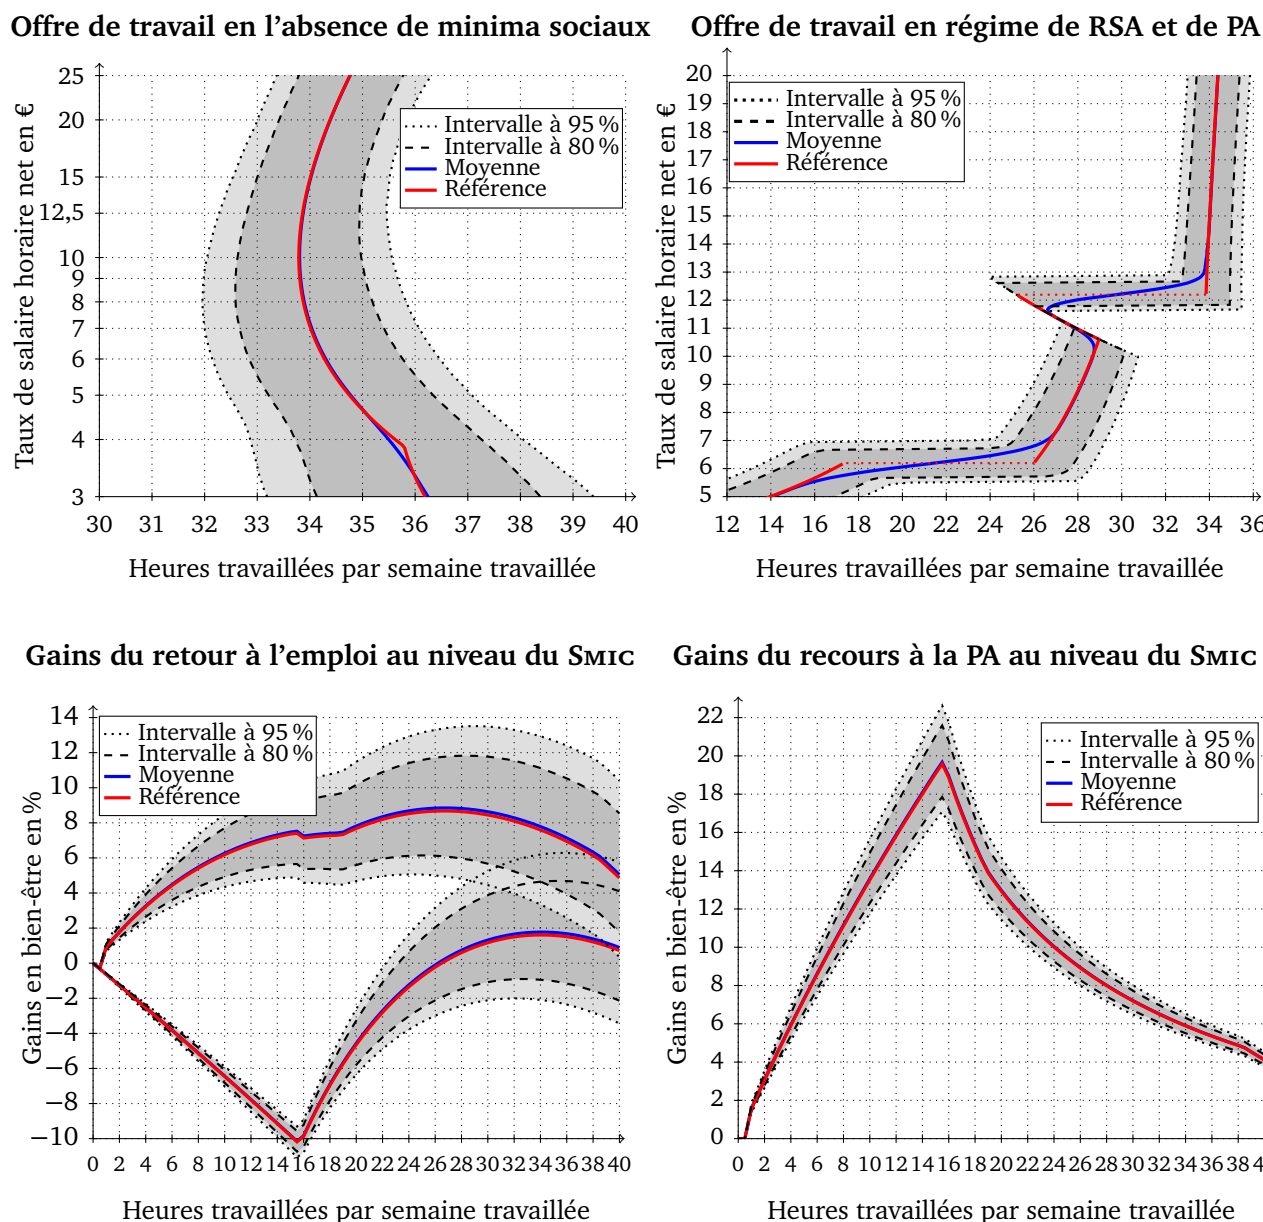 Offre de travail en l’absence de minima sociaux
Taux de salaire horaire net en €
25
20
15
12,5
10
9
8
7
6
5
4
3
Intervalle à 95 %
Intervalle à 80 %
Moyenne
Référence
30 31 32 33 34 35 36 37 38 39 40
Heures travaillées par semaine travaillée
Offre de travail en régime de RSA et de PA
Taux de salaire horaire net en €
20
19
18
17
16
15
14
13
12
11
10
9
8
7
6
5
Intervalle à 95 %
Intervalle à 80 %
Moyenne
Référence
12 14 16 18 20 22 24 26 28 30 32 34 36
Heures travaillées par semaine travaillée
Gains du retour à l’emploi au niveau du SMIC
Gains en bien-être en %
14
12
10
8
6
4
2
0
−2
−4
−6
−8
−10
Intervalle à 95 %
Intervalle à 80 %
Moyenne
Référence
0 2 4 6 8 10 12 14 16 18 20 22 24 26 28 30 32 34 36 38 40
Heures travaillées par semaine travaillée
Gains du recours à la PA au niveau du SMIC
Gains en bien-être en %
22
20
18
16
14
12
10
8
6
4
2
0
Intervalle à 95 %
Intervalle à 80 %
Moyenne
Référence
0 2 4 6 8 10 12 14 16 18 20 22 24 26 28 30 32 34 36 38 4
Heures travaillées par semaine travaillée